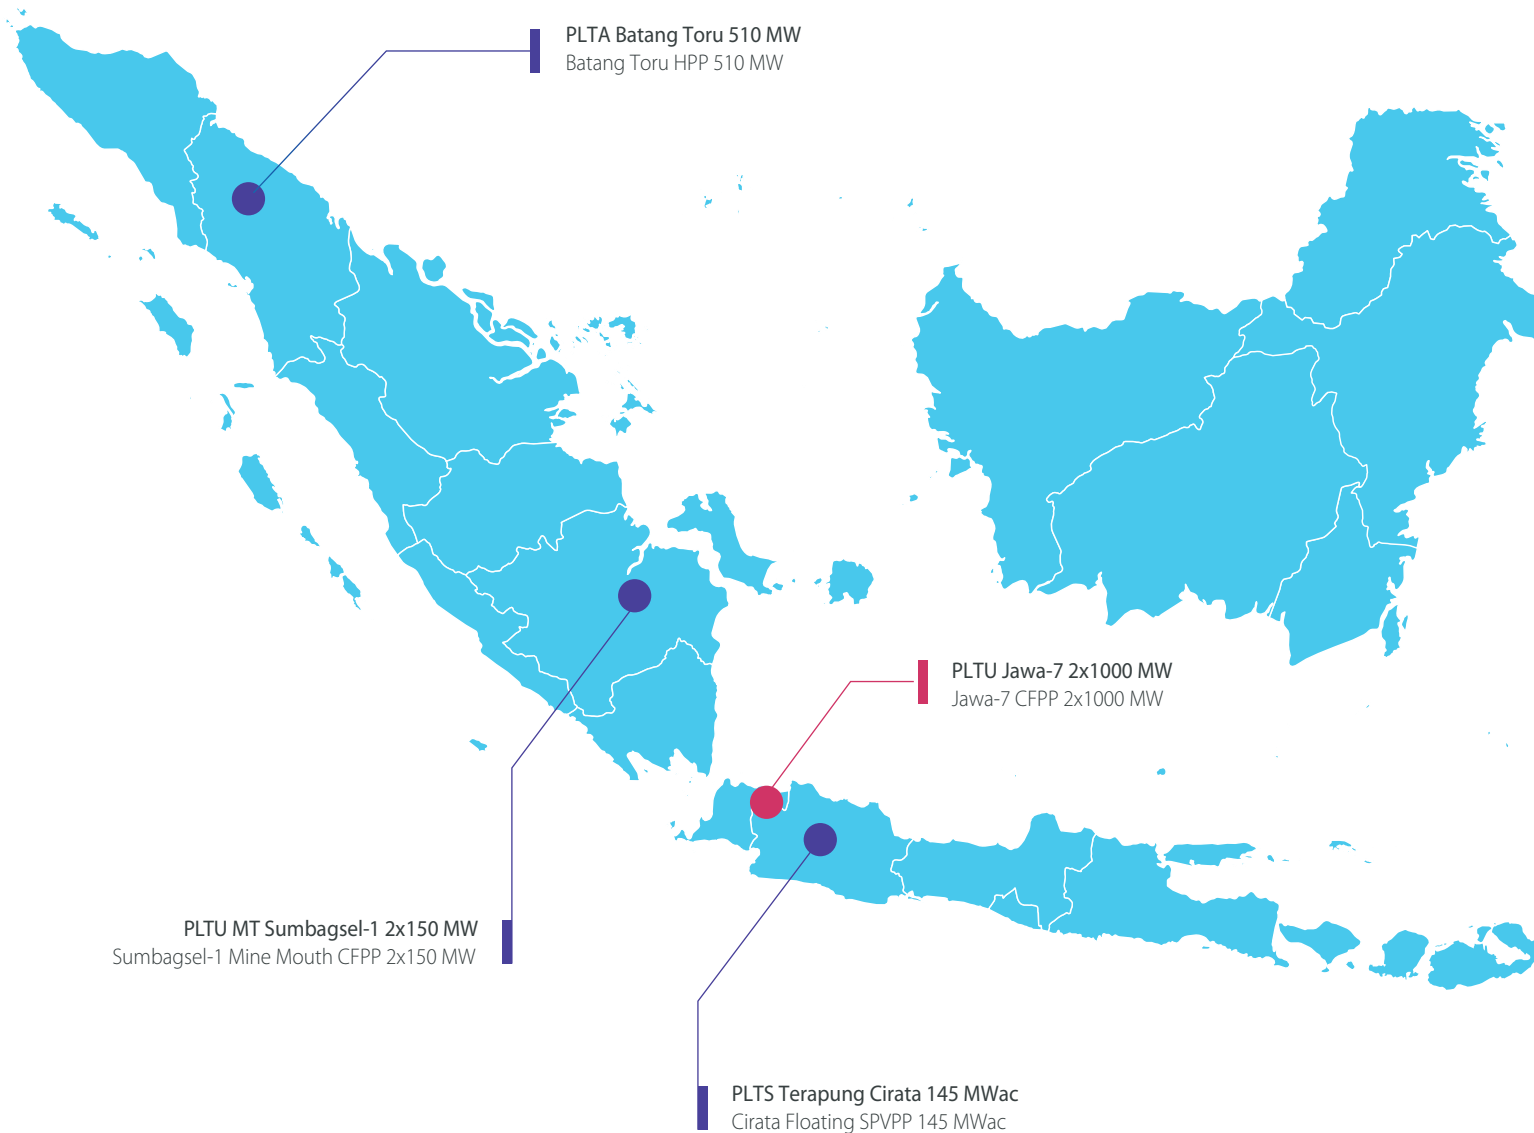 PLTA Batang Toru 510 MW
Batang Toru HPP 510 MW
PLTU Jawa-7 2x1000 MW
Jawa-7 CFPP 2x1000 MW
PLTU MT Sumbagsel-1 2x150 MW
Sumbagsel-1 Mine Mouth CFPP 2x150 MW
PLTS Terapung Cirata 145 MWac
Cirata Floating SPVPP 145 MWac